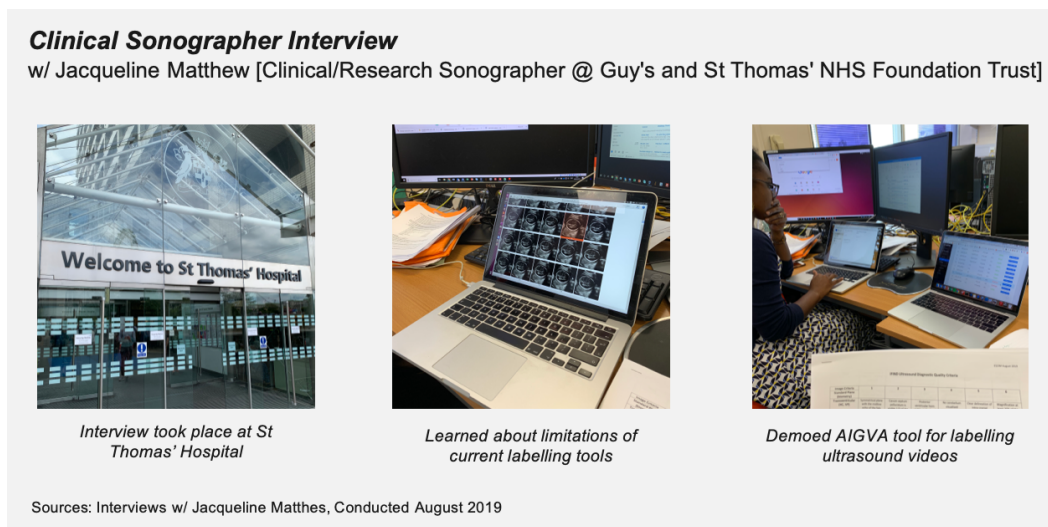 Clinical Sonographer Interview
w/ Jacqueline Matthew [Clinical/Research Sonographer @ Guy's and St Thomas' NHS Foundation Trust]
Welcome to St Thomas' Hospital
Interview took place at St
Thomas' Hospital
Learned about limitations of
current labelling tools
Demoed AIGVA tool for labelling
ultrasound videos
Sources: Interviews w/ Jacqueline Matthes, Conducted August 2019